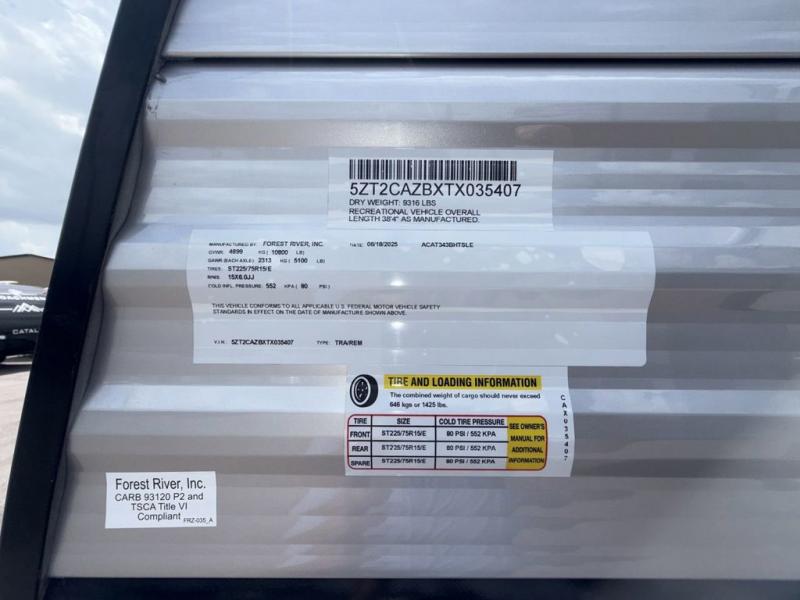 5ZT2CAZBXTX035407
DRY WEIGHT: 9316 LBS
RECREATIONAL VEHICLE OVERALL
LENGTH 38'4" AS MANUFACTURED.
MANUFACTURED BY: FOREST RIVER, INC. DATE: 06/18/2025 ACAT343BHTSLE
GVWR: 4899 KG ( 10800 LB)
GAWR (EACH AXLE) : 2313 KG ( 5100 LB)
TIRES: ST225/75R15/E
RIMS: 15X6.0JJ
COLD INFL. PRESSURE: 552 KPA ( 80 PSI )
THIS VEHICLE CONFORMS TO ALL APPLICABLE U.S. FEDERAL MOTOR VEHICLE SAFETY
STANDARDS IN EFFECT ON THE DATE OF MANUFACTURE SHOWN ABOVE.
V.I.N.: 5ZT2CAZBXTX035407 TYPE: TRA/REM
TIRE AND LOADING INFORMATION
The combined weight of cargo should never exceed
646 kgs or 1425 lbs.
TIRE SIZE COLD TIRE PRESSURE SEE OWNER'S
FRONT ST225/75R15/E 80 PSI / 552 KPA MANUAL FOR
REAR ST225/75R15/E 80 PSI / 552 KPA ADDITIONAL
SPARE ST225/75R15/E 80 PSI / 552 KPA INFORMATION
CAX035407
Forest River, Inc.
CARB 93120 P2 and
TSCA Title VI
Compliant FRZ-035_A
CATAL